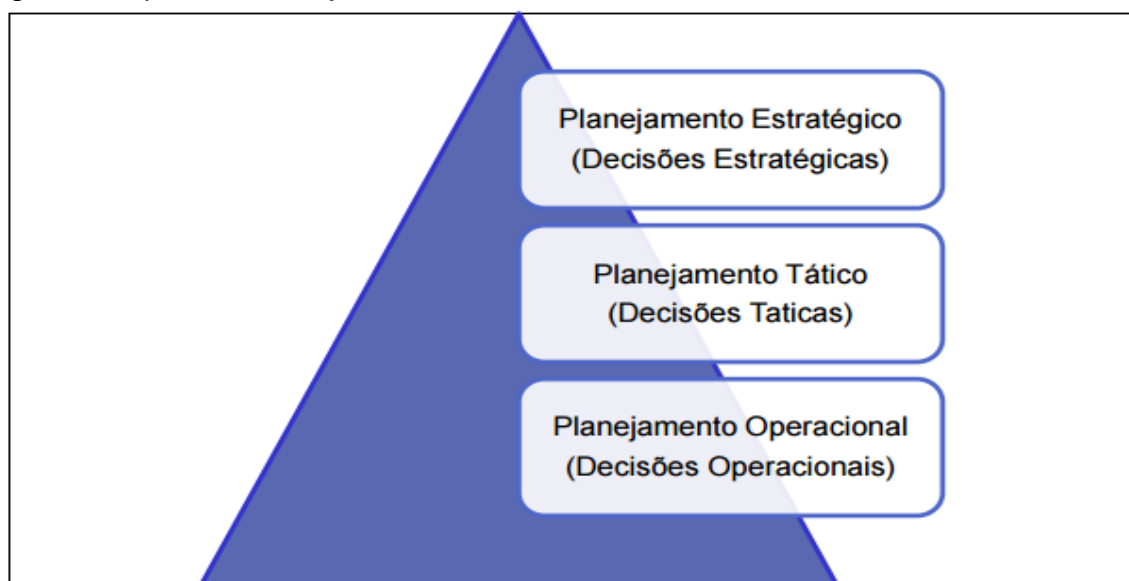 Planejamento Estratégico
(Decisões Estratégicas)
Planejamento Tático
(Decisões Taticas)
Planejamento Operacional
(Decisões Operacionais)